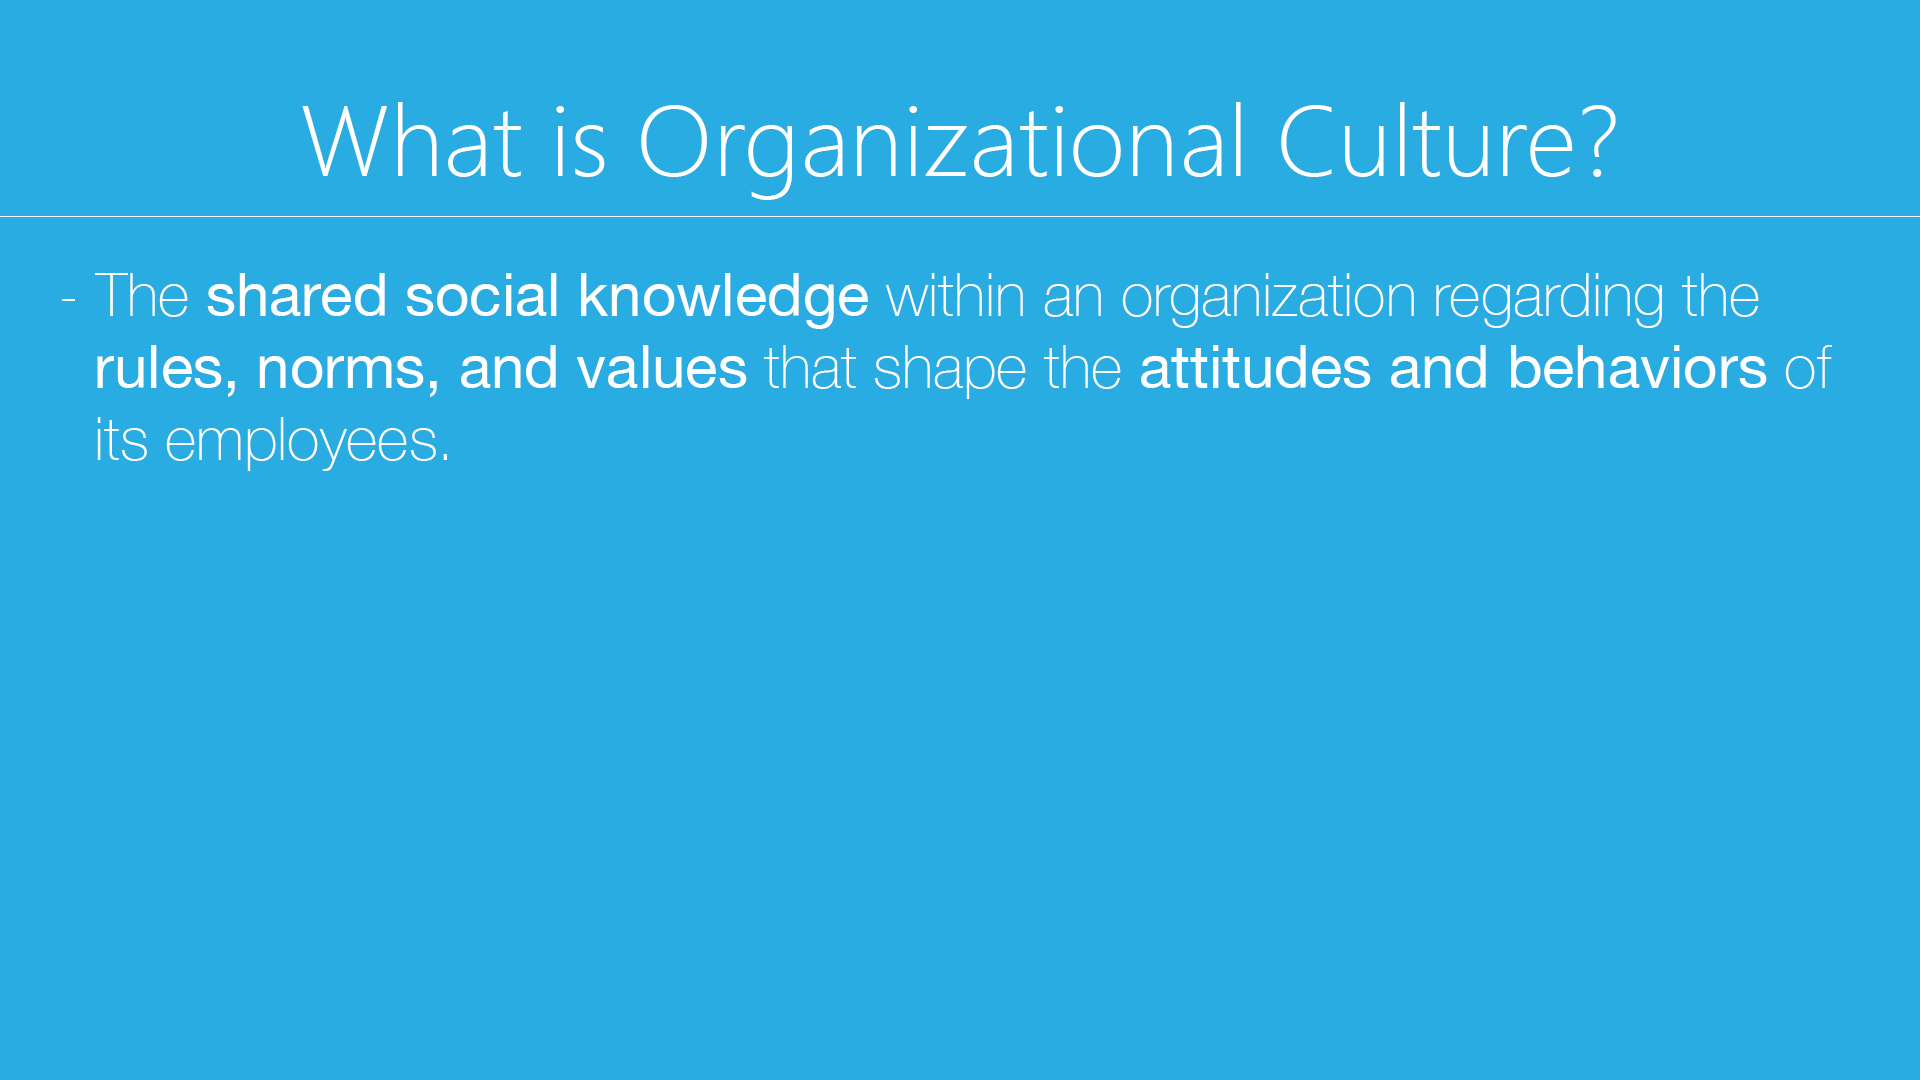 What is Organizational Culture?
- The shared social knowledge within an organization regarding the
rules, norms, and values that shape the attitudes and behaviors of
its employees.